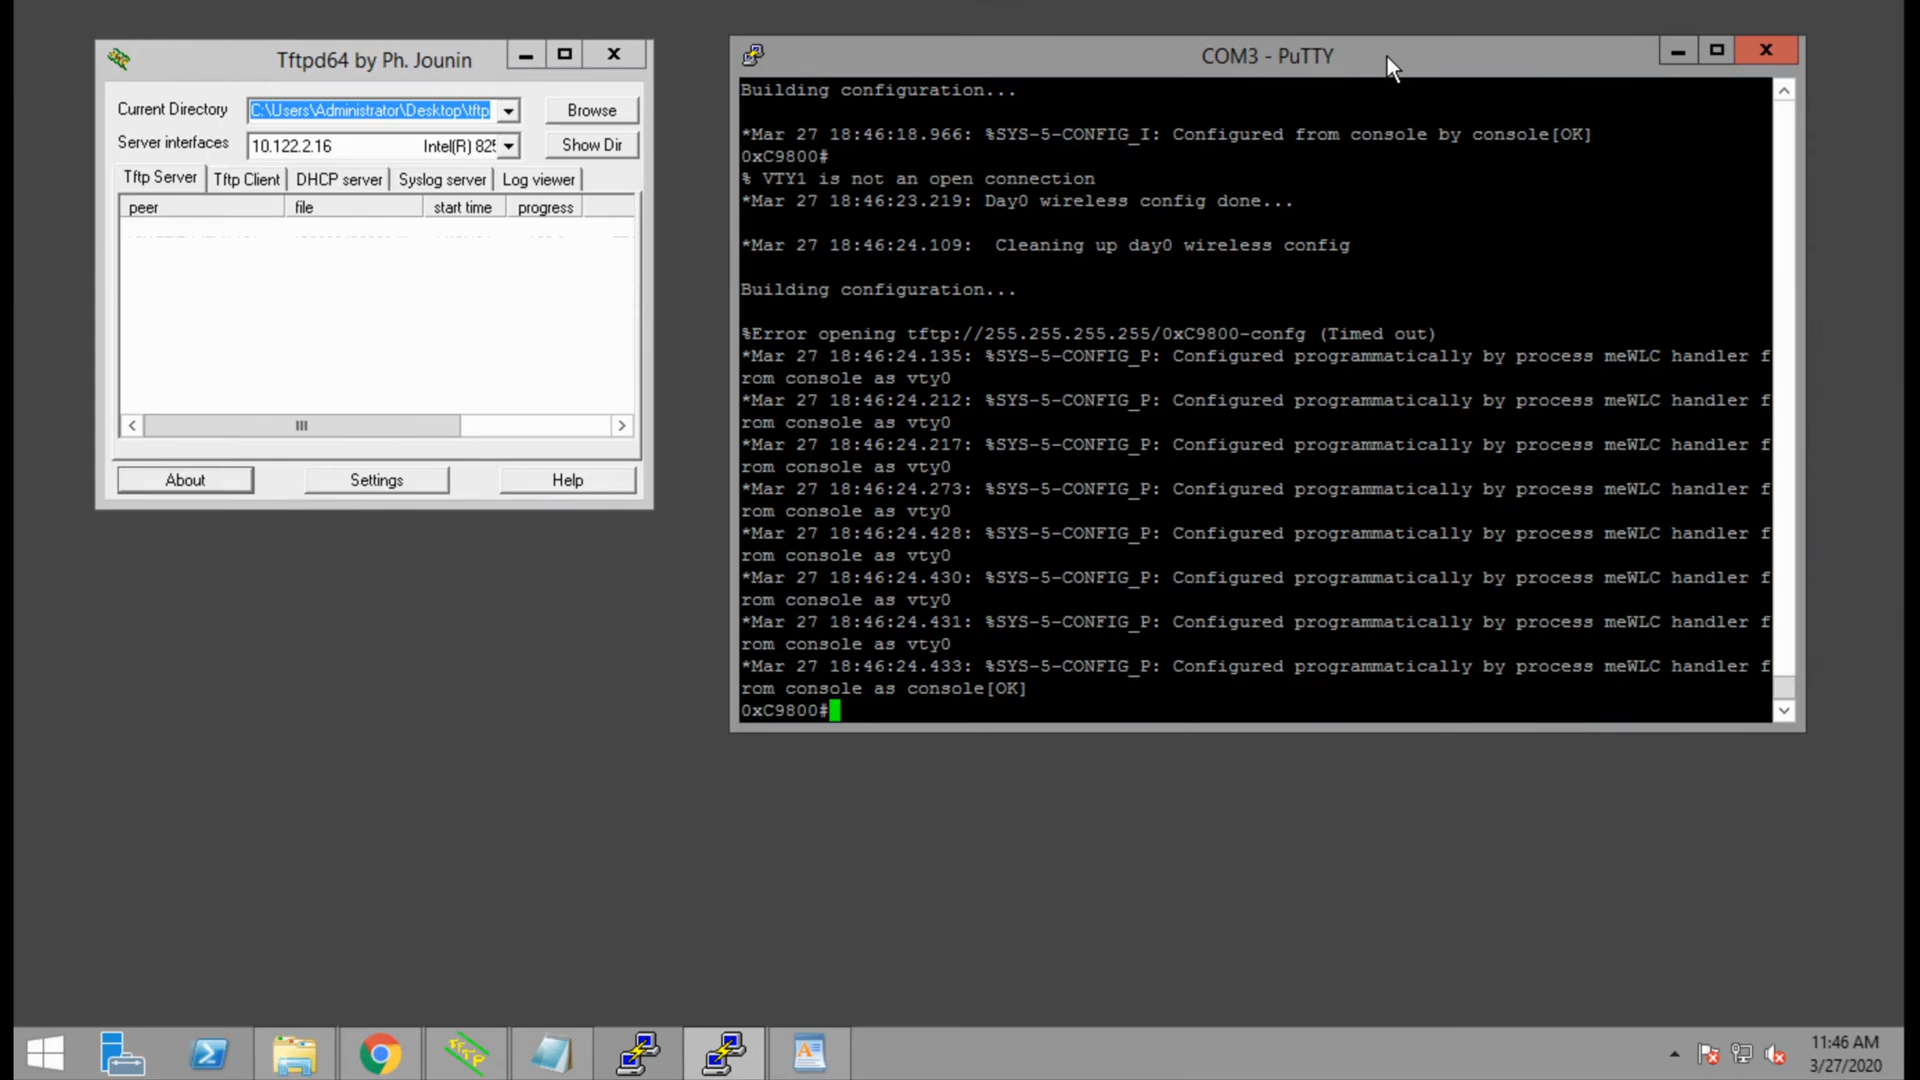 Tftpd64 by Ph. Jounin
Current Directory
C:\Users\Administrator\Desktop\tftp
Browse
Server interfaces
10.122.2.16
Intel(R) 825
Show Dir
Tftp Server
Tftp Client
DHCP server
Syslog server
Log viewer
peer
file
start time
progress
About
Settings
Help
COM3 - PuTTY
Building configuration...
*Mar 27 18:46:18.966: %SYS-5-CONFIG_I: Configured from console by console[OK]
0xC9800#
% VTY1 is not an open connection
*Mar 27 18:46:23.219: Day0 wireless config done...
*Mar 27 18:46:24.109:  Cleaning up day0 wireless config
Building configuration...
%Error opening tftp://255.255.255.255/0xC9800-confg (Timed out)
*Mar 27 18:46:24.135: %SYS-5-CONFIG_P: Configured programmatically by process meWLC handler f
rom console as vty0
*Mar 27 18:46:24.212: %SYS-5-CONFIG_P: Configured programmatically by process meWLC handler f
rom console as vty0
*Mar 27 18:46:24.217: %SYS-5-CONFIG_P: Configured programmatically by process meWLC handler f
rom console as vty0
*Mar 27 18:46:24.273: %SYS-5-CONFIG_P: Configured programmatically by process meWLC handler f
rom console as vty0
*Mar 27 18:46:24.428: %SYS-5-CONFIG_P: Configured programmatically by process meWLC handler f
rom console as vty0
*Mar 27 18:46:24.430: %SYS-5-CONFIG_P: Configured programmatically by process meWLC handler f
rom console as vty0
*Mar 27 18:46:24.431: %SYS-5-CONFIG_P: Configured programmatically by process meWLC handler f
rom console as vty0
*Mar 27 18:46:24.433: %SYS-5-CONFIG_P: Configured programmatically by process meWLC handler f
rom console as console[OK]
0xC9800#
11:46 AM
3/27/2020